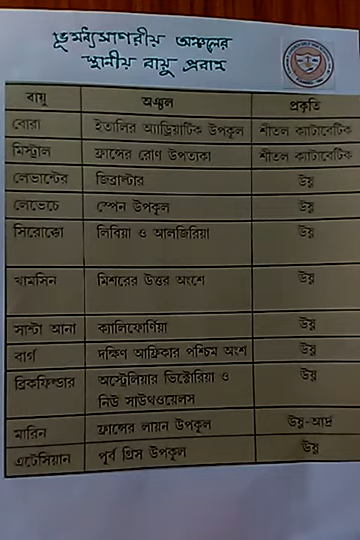 ভূমধ্যসাগরীয় অঞ্চলের
স্থানীয় বায়ু প্রবাহ
বায়ু অঞ্চল প্রকৃতি
বোরা ইতালির অ্যাড্রিয়াটিক উপকূল শীতল ক্যাটাবেটিক
মিস্ট্রাল ফ্রান্সের রোণ উপত্যকা শীতল ক্যাটাবেটিক
লেভান্টের জিব্রাল্টার উষ্ণ
লেভেচে স্পেন উপকূল উষ্ণ
সিরোক্কো লিবিয়া ও আলজিরিয়া উষ্ণ
খামসিন মিশরের উত্তর অংশে উষ্ণ
সান্টা আনা ক্যালিফোর্ণিয়া উষ্ণ
বার্গ দক্ষিণ আফ্রিকার পশ্চিম অংশ উষ্ণ
ব্রিকফিল্ডার অস্ট্রেলিয়ার ভিক্টোরিয়া ও উষ্ণ
নিউ সাউথওয়েলস
মারিন ফ্রান্সের লায়ন উপকূল উষ্ণ-আর্দ্র
এটেসিয়ান পূর্ব গ্রিস উপকূল উষ্ণ